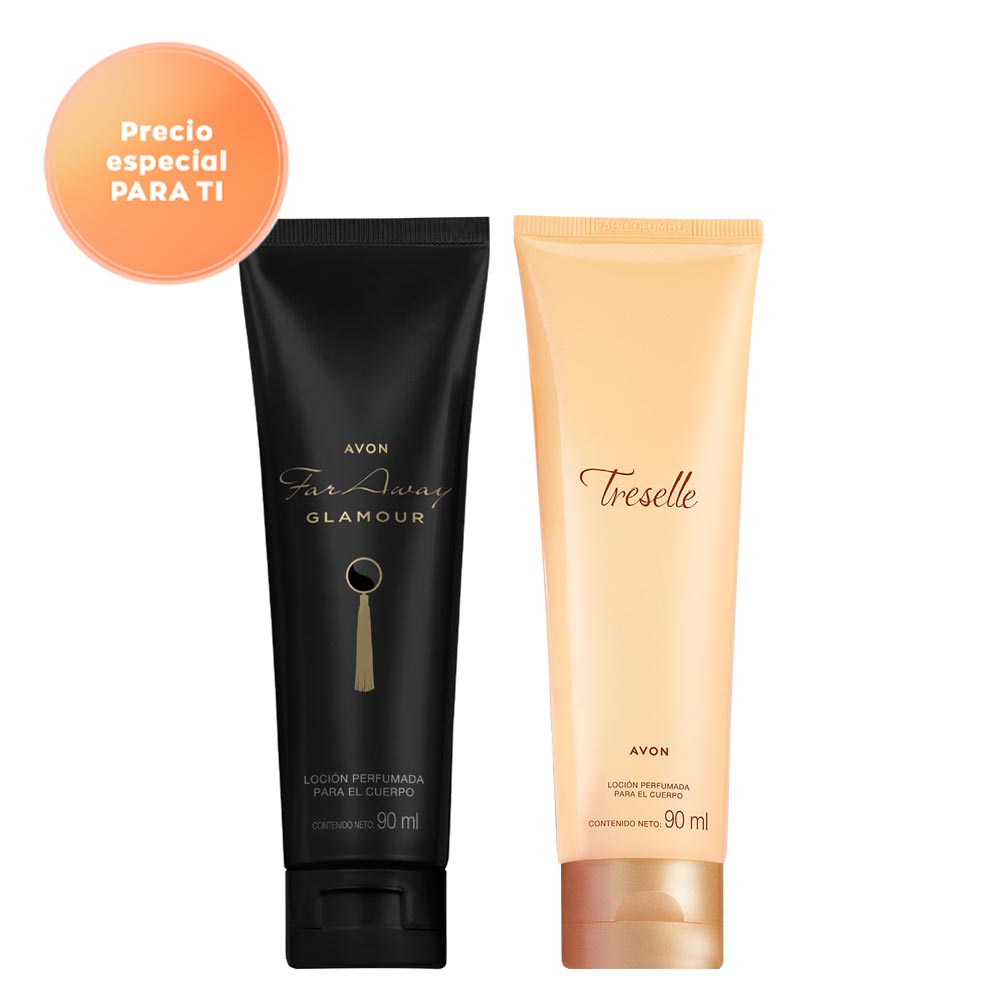 Precio
especial
PARA TI
AVON
Far Away
GLAMOUR
LOCIÓN PERFUMADA
PARA EL CUERPO
CONTENIDO NETO: 90 ml
FAB. COLOMBIA
Treselle
AVON
LOCIÓN PERFUMADA
PARA EL CUERPO
CONTENIDO NETO: 90 ml